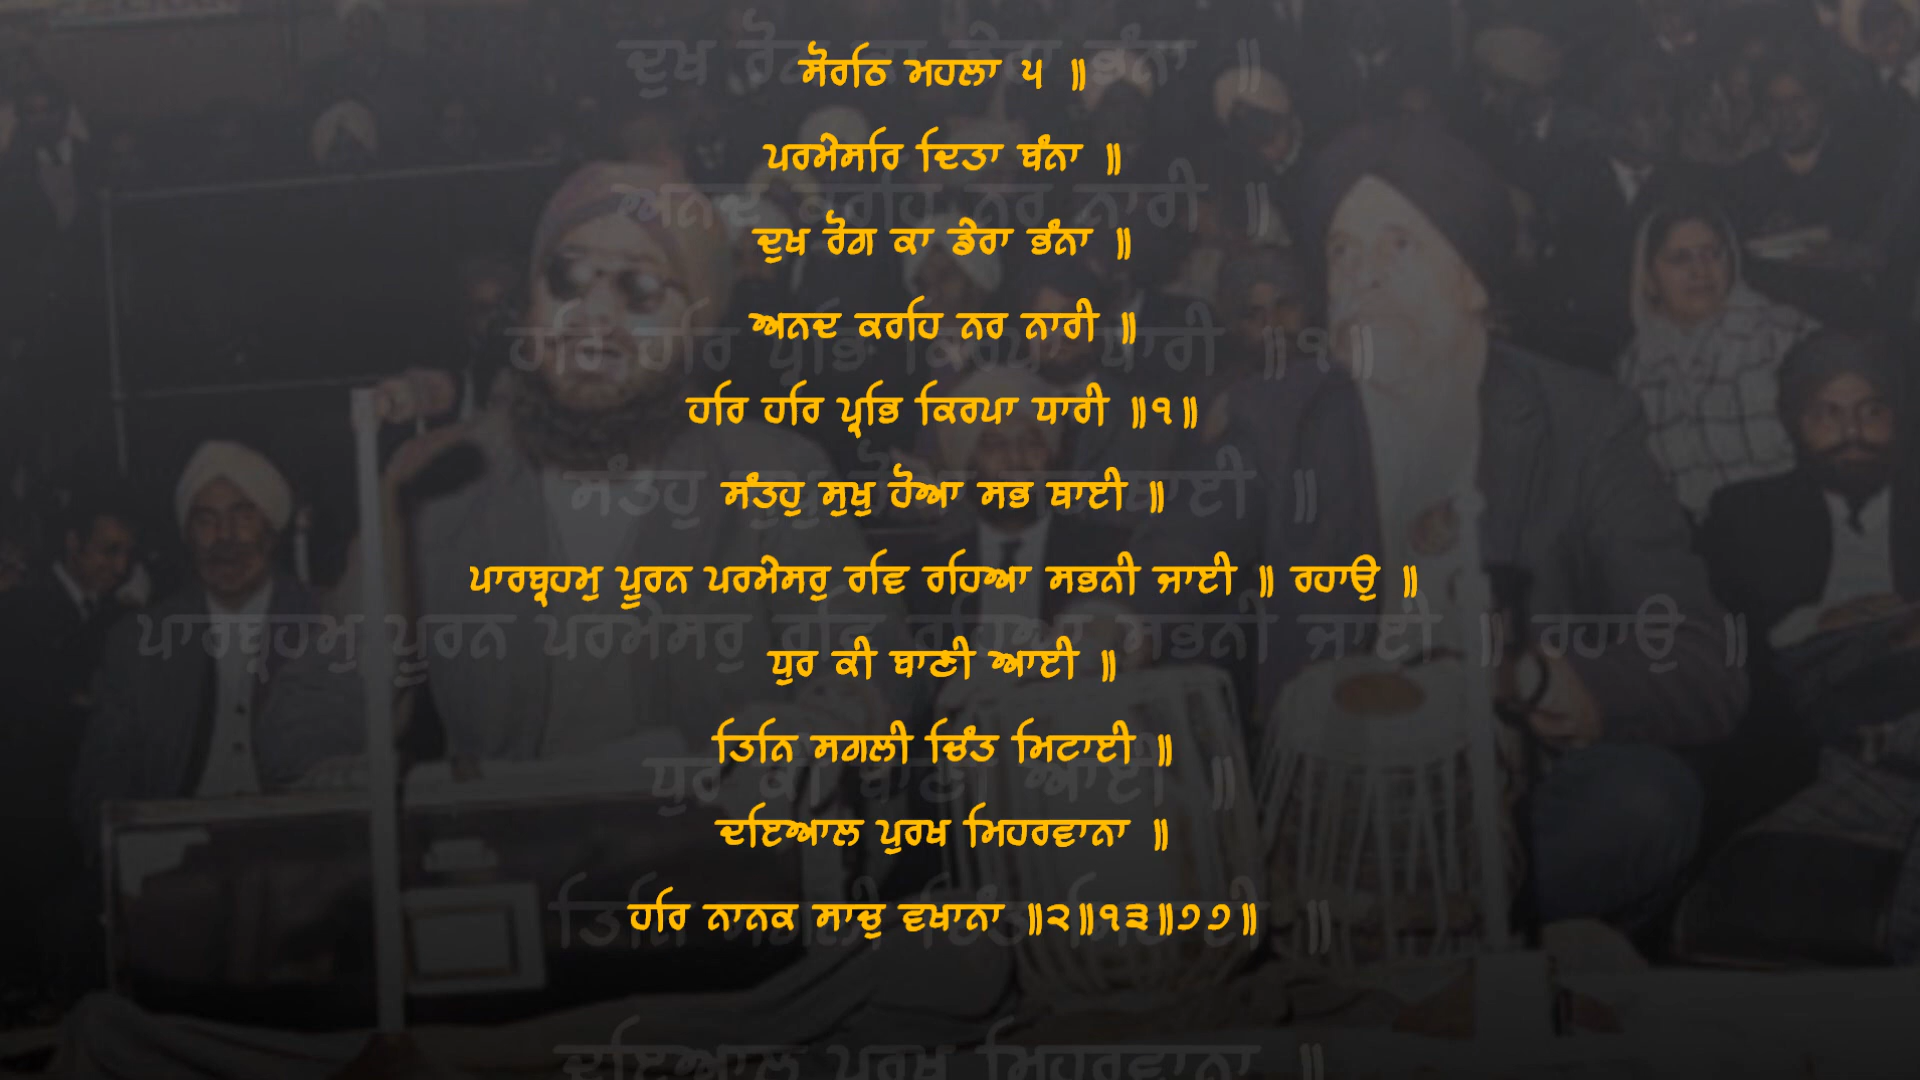 ਸੋਰਠਿ ਮਹਲਾ ੫ ॥
ਪਰਮੇਸਰਿ ਦਿਤਾ ਬੰਨਾ ॥
ਦੁਖ ਰੋਗ ਕਾ ਡੇਰਾ ਭੰਨਾ ॥
ਅਨਦ ਕਰਹਿ ਨਰ ਨਾਰੀ ॥
ਹਰਿ ਹਰਿ ਪ੍ਰਭਿ ਕਿਰਪਾ ਧਾਰੀ ॥੧॥
ਸੰਤਹੁ ਸੁਖੁ ਹੋਆ ਸਭ ਥਾਈ ॥
ਪਾਰਬ੍ਰਹਮੁ ਪੂਰਨ ਪਰਮੇਸਰੁ ਰਵਿ ਰਹਿਆ ਸਭਨੀ ਜਾਈ ॥ ਰਹਾਉ ॥
ਧੁਰ ਕੀ ਬਾਣੀ ਆਈ ॥
ਤਿਨਿ ਸਗਲੀ ਚਿੰਤ ਮਿਟਾਈ ॥
ਦਇਆਲ ਪੁਰਖ ਮਿਹਰਵਾਨਾ ॥
ਹਰਿ ਨਾਨਕ ਸਾਚੁ ਵਖਾਨਾ ॥੨॥੧੩॥੭੭॥